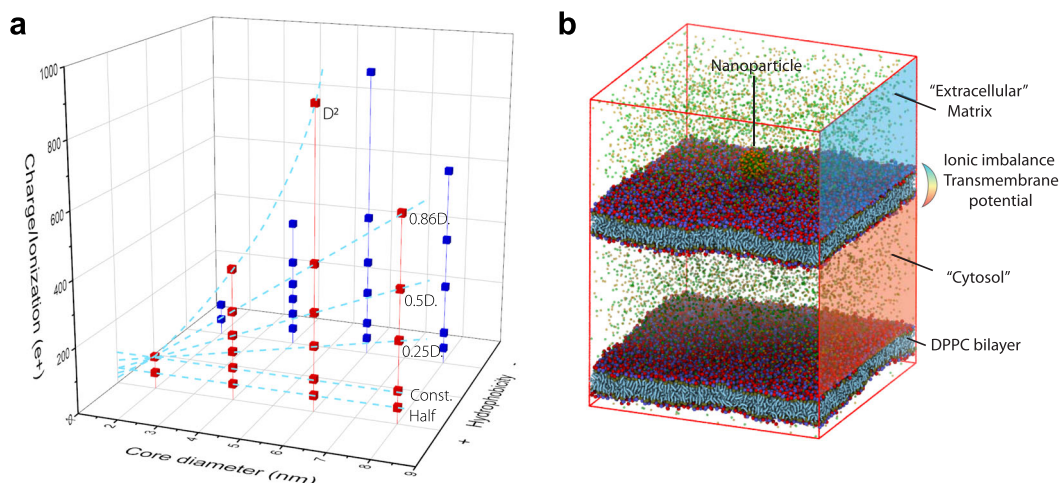 a
1000
800
600
400
200
0
Charge/Ionization (e+)
2
3
4
5
6
7
8
9
Core diameter (nm)
+ Hydrophobicity -
D²
0.86D.
0.5D.
0.25D.
Const.
Half
b
Nanoparticle
“Extracellular”
Matrix
Ionic imbalance
Transmembrane
potential
“Cytosol”
DPPC bilayer